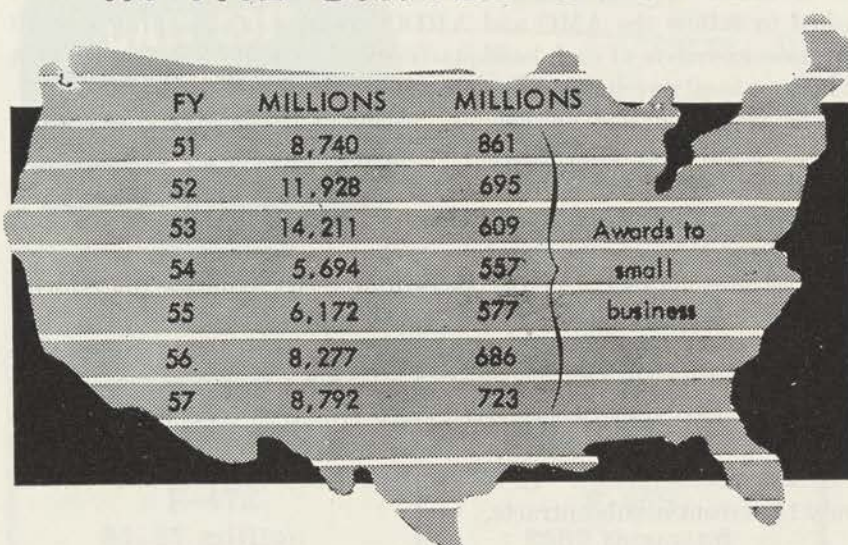 FY MILLIONS MILLIONS
51 8,740 861
52 11,928 695
53 14,211 609 Awards to
54 5,694 557 small
55 6,172 577 business
56 8,277 686
57 8,792 723